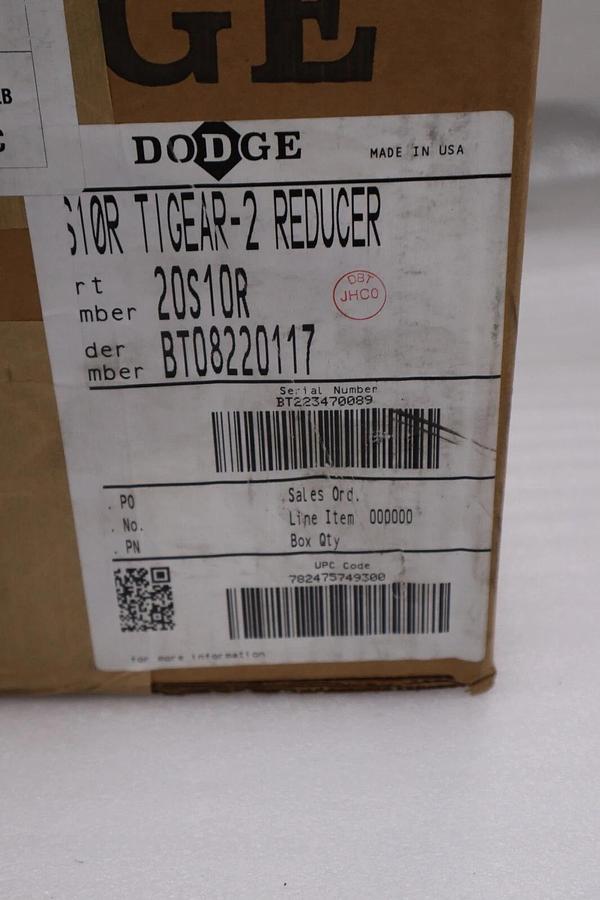 GE
B
C
DODGE
MADE IN USA
S10R TIGEAR-2 REDUCER
rt
mber 20S10R
DBT
JHCO
der
mber BT08220117
Serial Number
BT223470089
. PO
. No.
. PN
Sales Ord.
Line Item 000000
Box Qty
UPC Code
782475749300
for more information